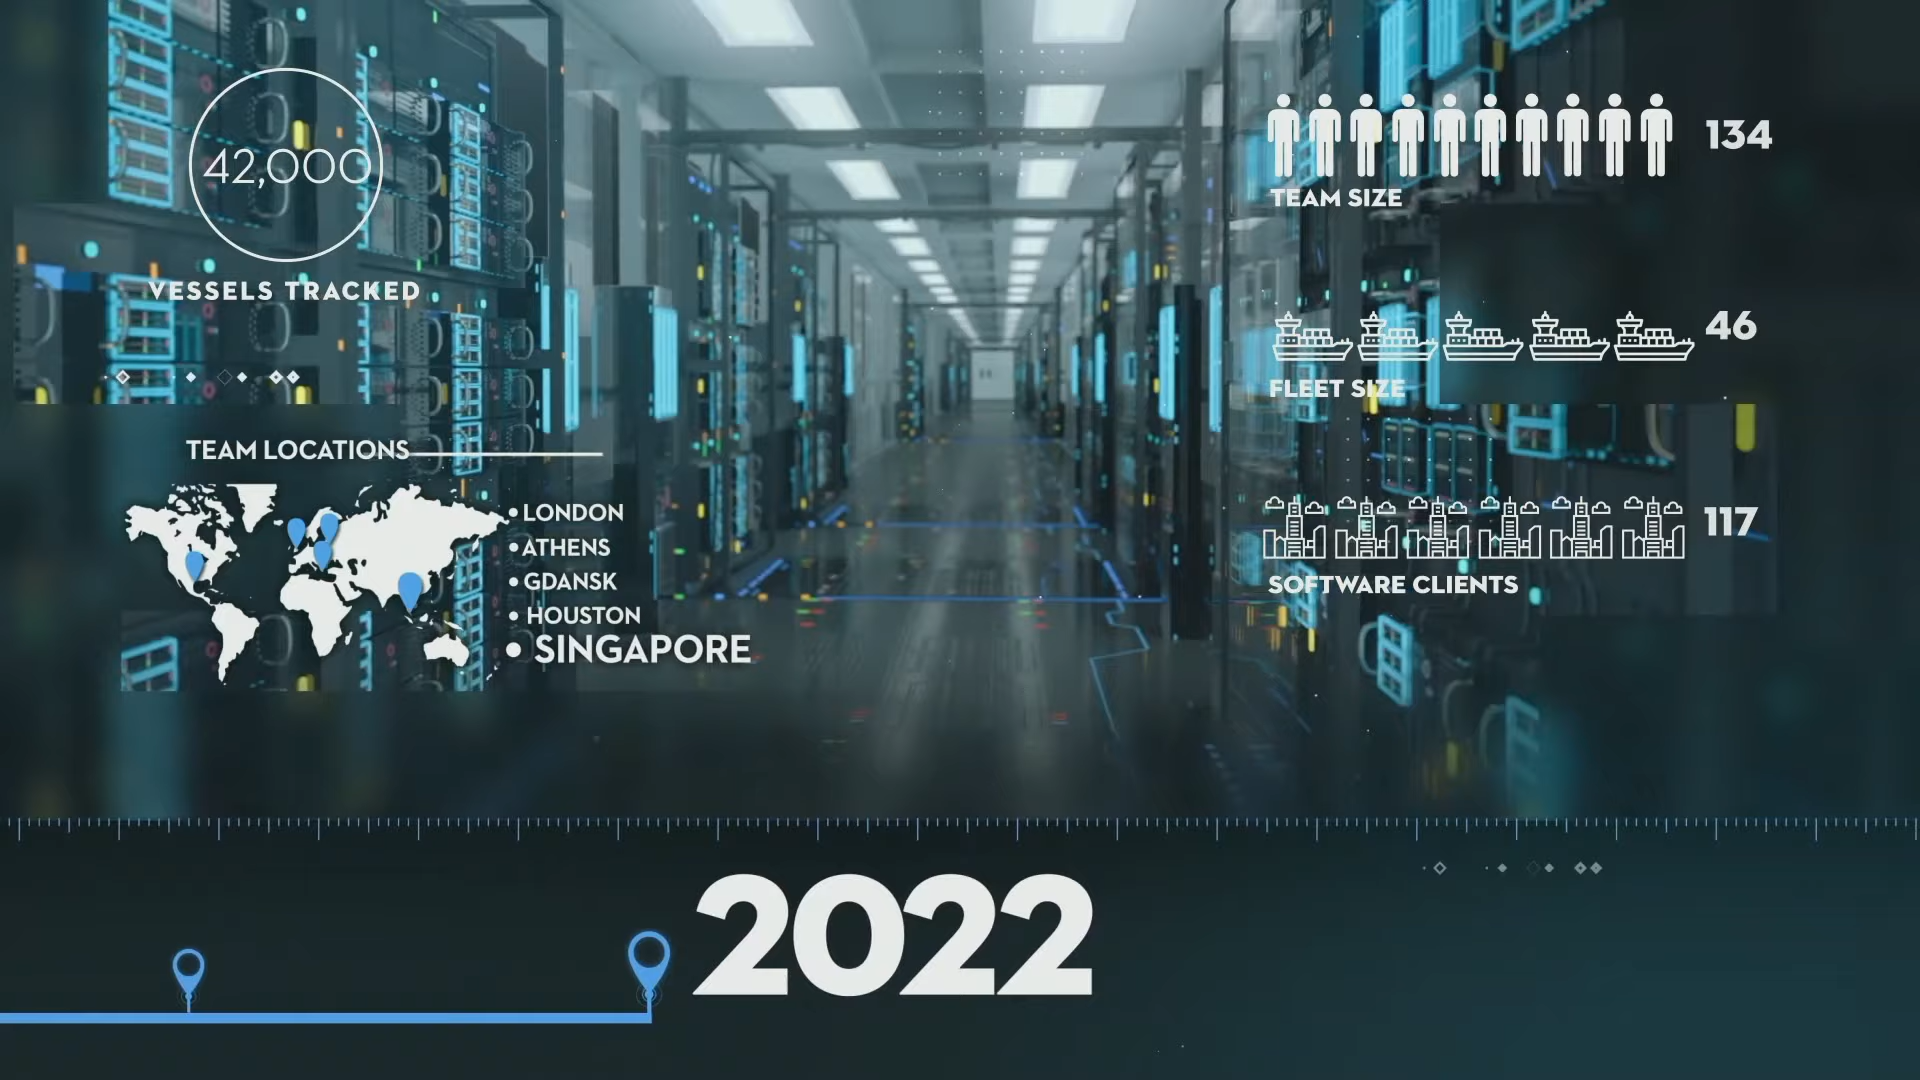 42,000
VESSELS TRACKED
134
TEAM SIZE
46
FLEET SIZE
117
SOFTWARE CLIENTS
TEAM LOCATIONS
• LONDON
• ATHENS
• GDANSK
• HOUSTON
• SINGAPORE
2022